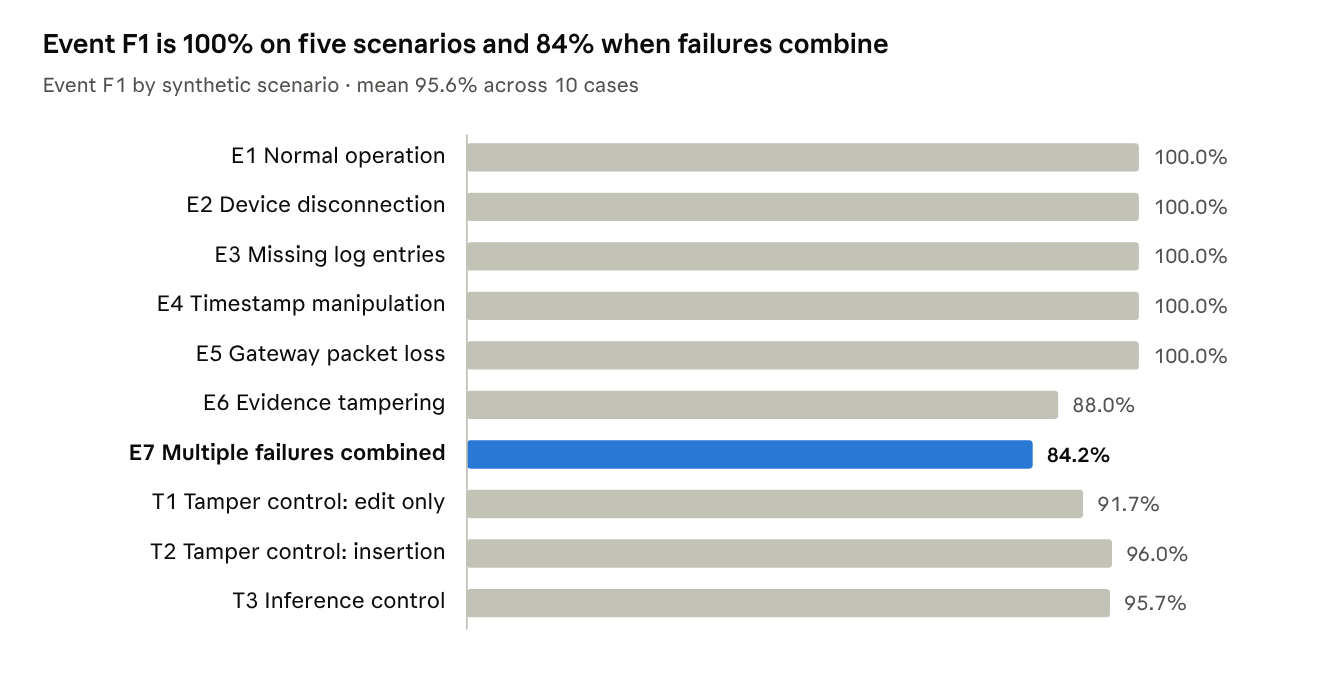 Event F1 is 100% on five scenarios and 84% when failures combine
Event F1 by synthetic scenario · mean 95.6% across 10 cases
E1 Normal operation 100.0%
E2 Device disconnection 100.0%
E3 Missing log entries 100.0%
E4 Timestamp manipulation 100.0%
E5 Gateway packet loss 100.0%
E6 Evidence tampering 88.0%
E7 Multiple failures combined 84.2%
T1 Tamper control: edit only 91.7%
T2 Tamper control: insertion 96.0%
T3 Inference control 95.7%